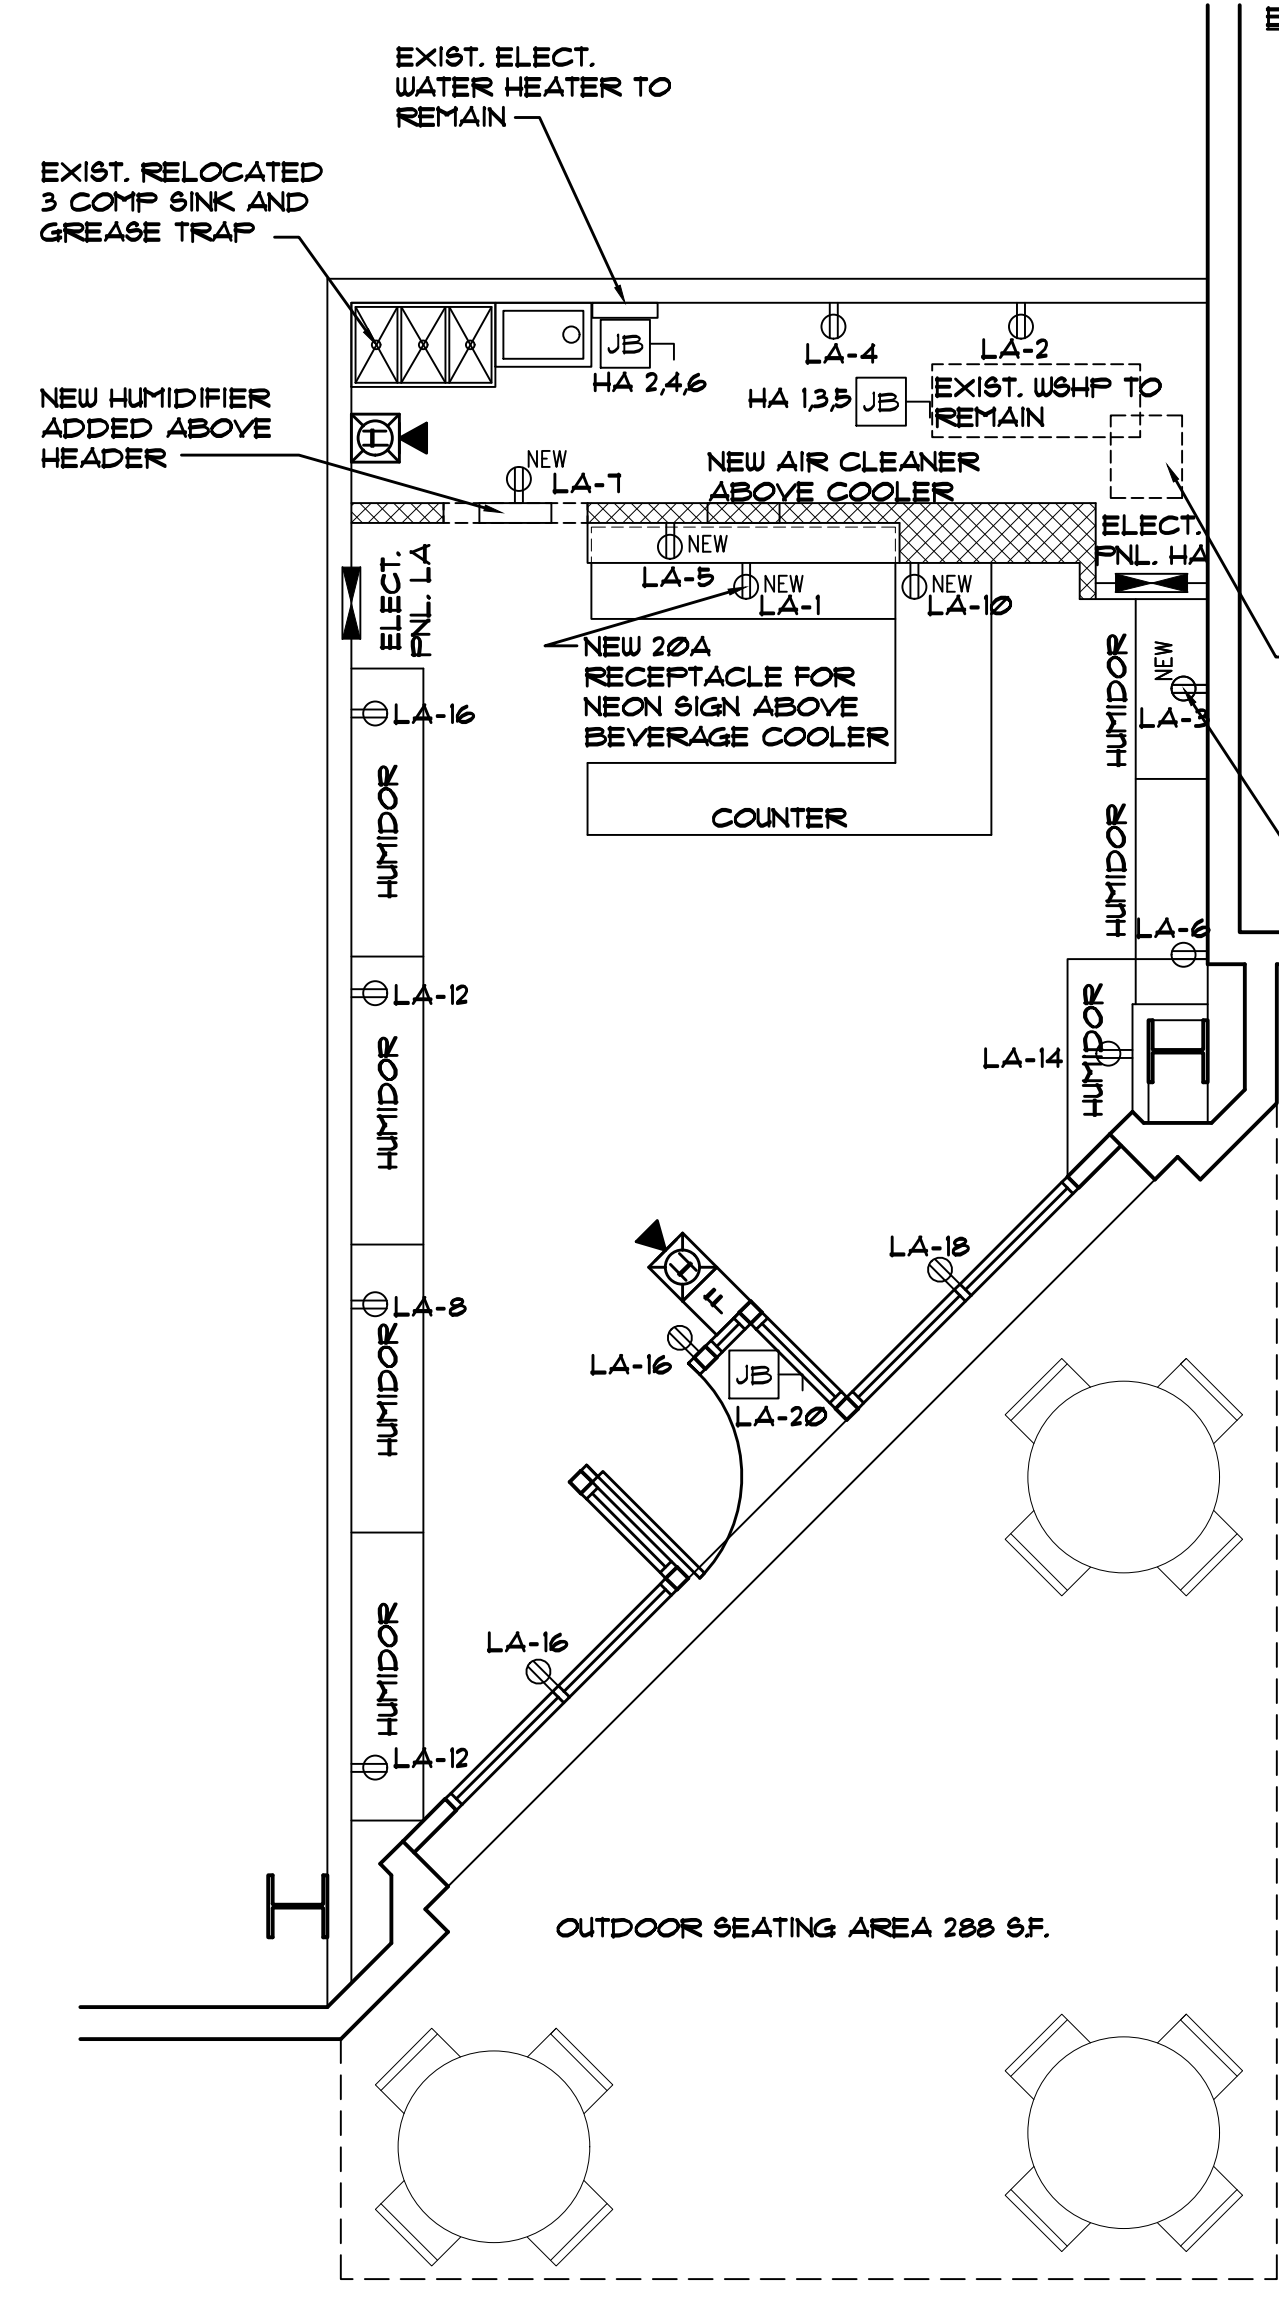 E
EXIST. ELECT.
WATER HEATER TO
REMAIN
EXIST. RELOCATED
3 COMP SINK AND
GREASE TRAP
JB
HA 2,4,6
LA-4
LA-2
HA 1,3,5
JB
EXIST. WSHP TO
REMAIN
NEW HUMIDIFIER
ADDED ABOVE
HEADER
H
NEW
LA-7
NEW AIR CLEANER
ABOVE COOLER
ELECT.
PNL. HA
ELECT.
PNL. LA
NEW
LA-5
NEW
LA-1
NEW
LA-10
NEW 20A
RECEPTACLE FOR
NEON SIGN ABOVE
BEVERAGE COOLER
HUMIDOR
NEW
LA-3
LA-16
HUMIDOR
COUNTER
HUMIDOR
LA-6
LA-12
HUMIDOR
LA-14
HUMIDOR
LA-8
HUMIDOR
LA-18
H
F
LA-16
JB
LA-20
HUMIDOR
LA-16
LA-12
OUTDOOR SEATING AREA 288 S.F.